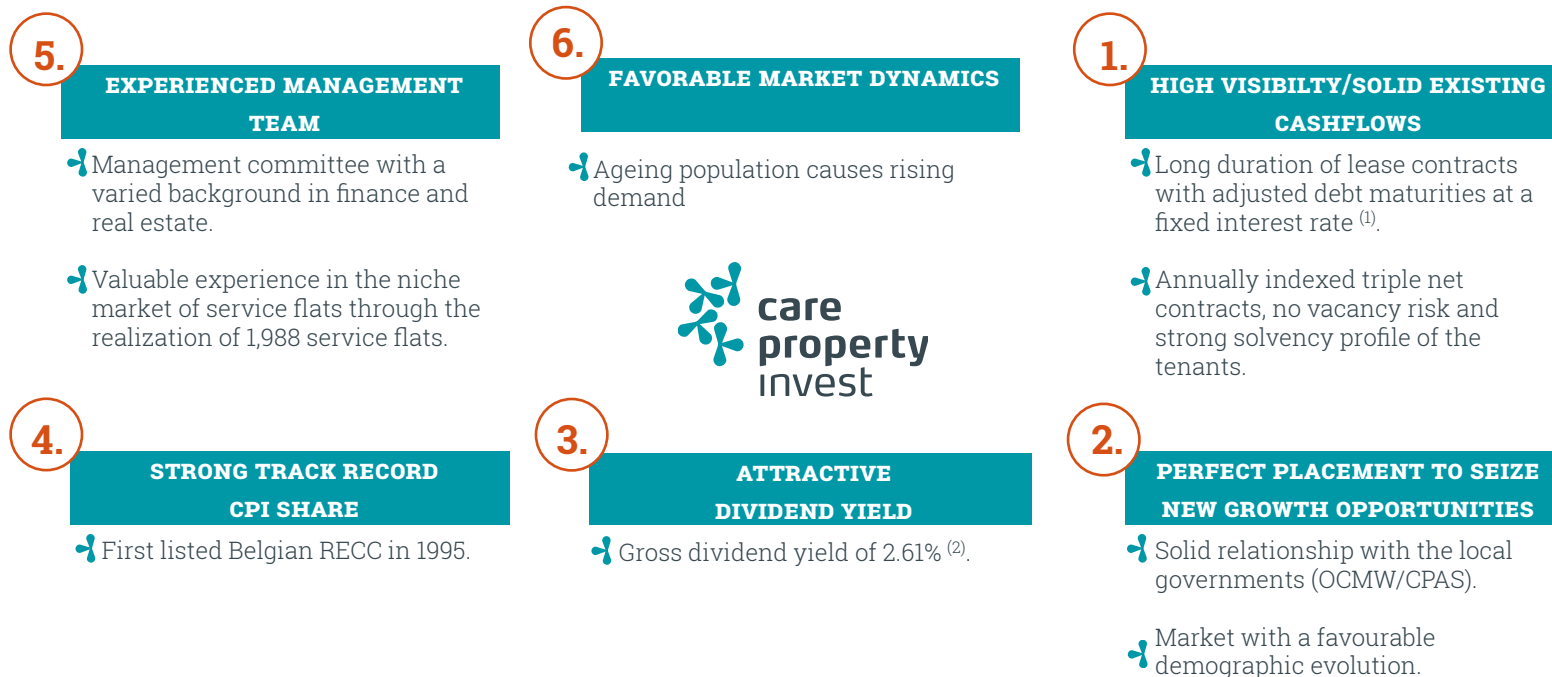 5.
EXPERIENCED MANAGEMENT
TEAM
Management committee with a
varied background in finance and
real estate.
Valuable experience in the niche
market of service flats through the
realization of 1,988 service flats.
6.
FAVORABLE MARKET DYNAMICS
Ageing population causes rising
demand
care
property
invest
1.
HIGH VISIBILTY/SOLID EXISTING
CASHFLOWS
Long duration of lease contracts
with adjusted debt maturities at a
fixed interest rate (1).
Annually indexed triple net
contracts, no vacancy risk and
strong solvency profile of the
tenants.
4.
STRONG TRACK RECORD
CPI SHARE
First listed Belgian RECC in 1995.
3.
ATTRACTIVE
DIVIDEND YIELD
Gross dividend yield of 2.61% (2).
2.
PERFECT PLACEMENT TO SEIZE
NEW GROWTH OPPORTUNITIES
Solid relationship with the local
governments (OCMW/CPAS).
Market with a favourable
demographic evolution.